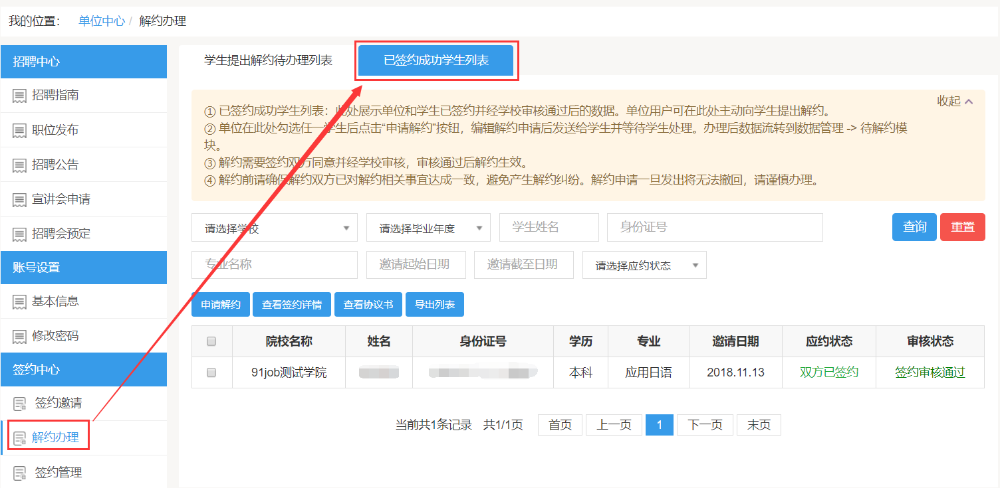 我的位置： 单位中心 / 解约办理
招聘中心
招聘指南
职位发布
招聘公告
宣讲会申请
招聘会预定
账号设置
基本信息
修改密码
签约中心
签约邀请
解约办理
签约管理
学生提出解约待办理列表 已签约成功学生列表
收起
① 已签约成功学生列表：此处展示单位和学生已签约并经学校审核通过后的数据。单位用户可在此处主动向学生提出解约。
② 单位在此处勾选任一学生后点击“申请解约”按钮，编辑解约申请后发送给学生并等待学生处理。办理后数据流转到数据管理 -> 待解约模
块。
③ 解约需要签约双方同意并经学校审核，审核通过后解约生效。
④ 解约前请确保解约双方已对解约相关事宜达成一致，避免产生解约纠纷。解约申请一旦发出将无法撤回，请谨慎办理。
请选择学校 请选择毕业年度 学生姓名 身份证号 查询 重置
专业名称 邀请起始日期 邀请截至日期 请选择应约状态
申请解约 查看签约详情 查看协议书 导出列表
院校名称 姓名 身份证号 学历 专业 邀请日期 应约状态 审核状态
91job测试学院 本科 应用日语 2018.11.13 双方已签约 签约审核通过
当前共1条记录 共1/1页 首页 上一页 1 下一页 末页